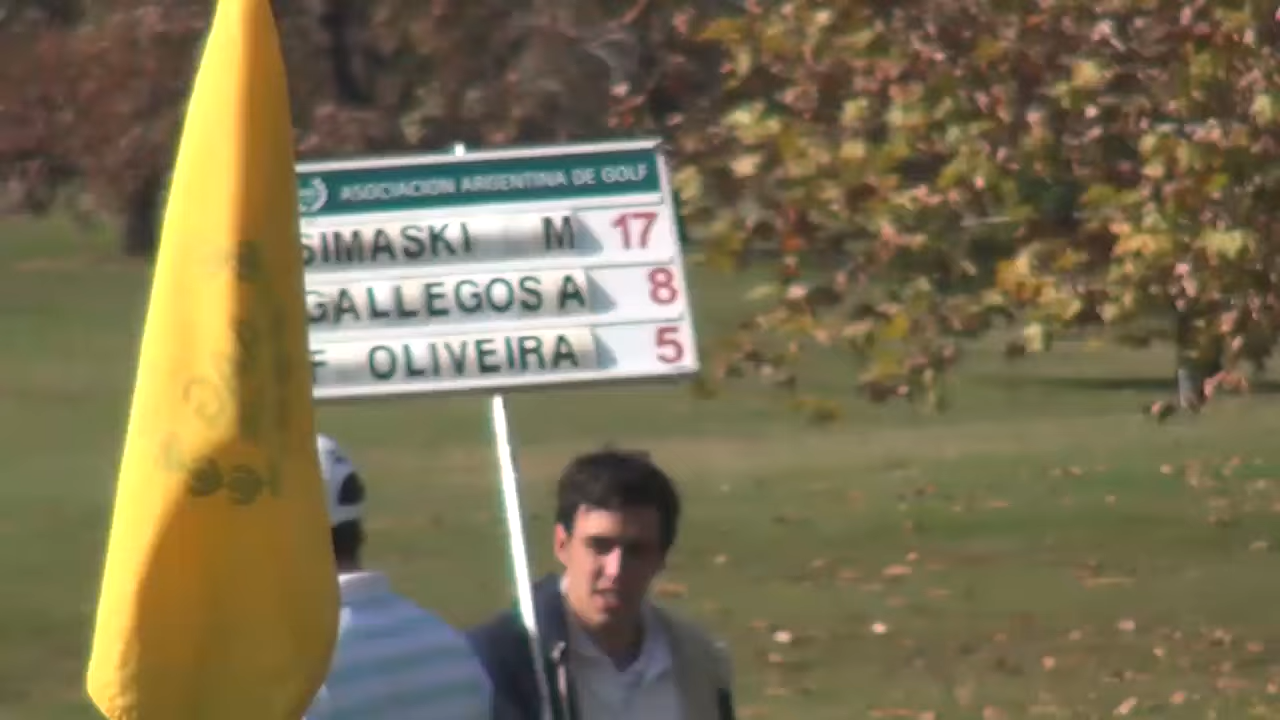 ASOCIACION ARGENTINA DE GOLF
SIMASKI M 17
GALLEGOS A 8
F OLIVEIRA 5